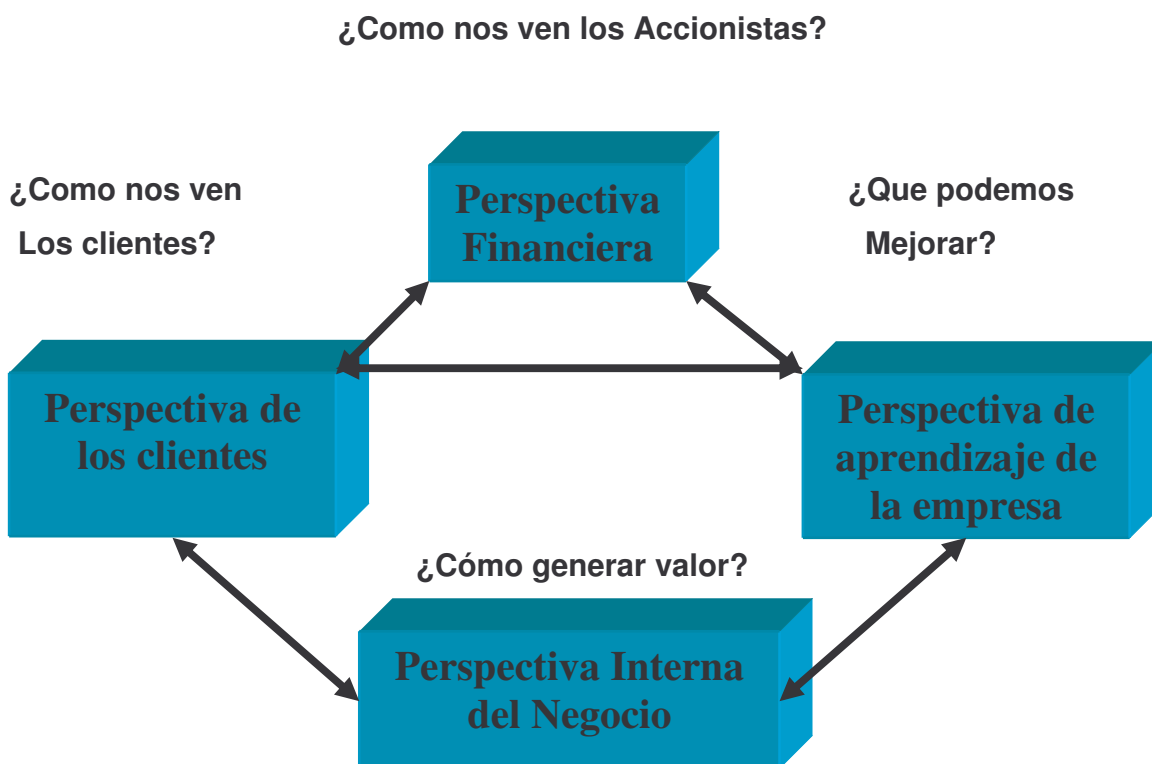 ¿Como nos ven los Accionistas?
¿Como nos ven
Los clientes?
Perspectiva
Financiera
¿Que podemos
Mejorar?
Perspectiva de
los clientes
Perspectiva de
aprendizaje de
la empresa
¿Cómo generar valor?
Perspectiva Interna
del Negocio